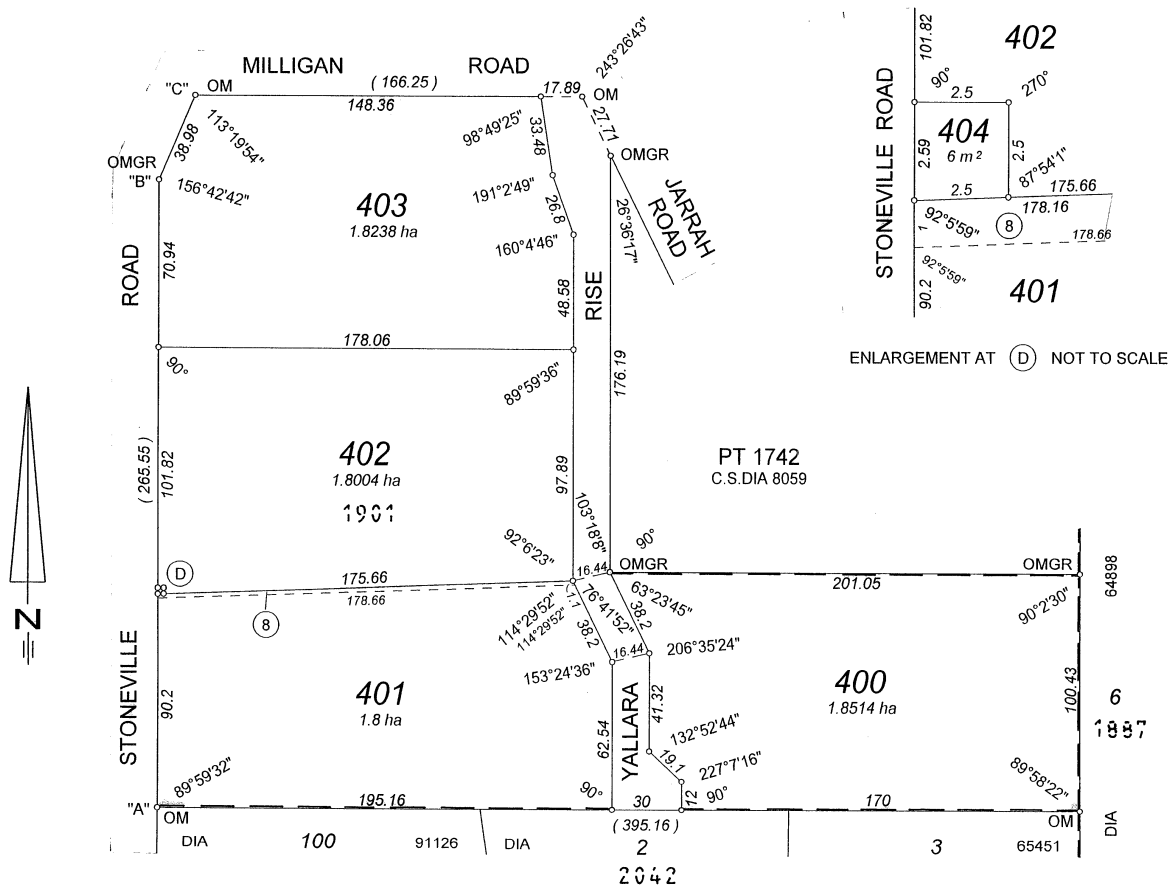 MILLIGAN ROAD
"C" OM
( 166.25)
148.36
17.89
OM
243°26'43"
27.71
OMGR
38.98
113°19'54"
98°49'25"
33.48
OMGR
"B"
156°42'42"
403
1.8238 ha
191°2'49"
26.8
160°4'46"
JARRAH
ROAD
26°36'17"
ROAD
70.94
48.58
RISE
178.06
90°
89°59'36"
176.19
( 265.55)
101.82
402
1.8004 ha
1901
97.89
PT 1742
C.S.DIA 8059
92°6'23"
103°18'8"
90°
D
175.66
178.66
8
16.44
OMGR
201.05
OMGR
64898
114°29'52"
114°29'52"
1.1
76°41'52"
38.2
38.2
63°23'45"
90°2'30"
16.44
206°35'24"
153°24'36"
STONEVILLE
90.2
401
1.8 ha
62.54
YALLARA
41.32
400
1.8514 ha
100.43
6
1887
132°52'44"
19.1
227°7'16"
89°59'32"
89°58'22"
"A"
OM
195.16
90°
30
12
90°
170
OM
DIA
( 395.16 )
DIA 100 91126
DIA 2
3 65451
2042
N
STONEVILLE ROAD
101.82
402
90°
2.5
270°
404
6 m²
2.59
2.5
2.5
87°54'1"
175.66
178.16
92°5'59"
8
1
178.66
92°5'59"
90.2
401
ENLARGEMENT AT D NOT TO SCALE